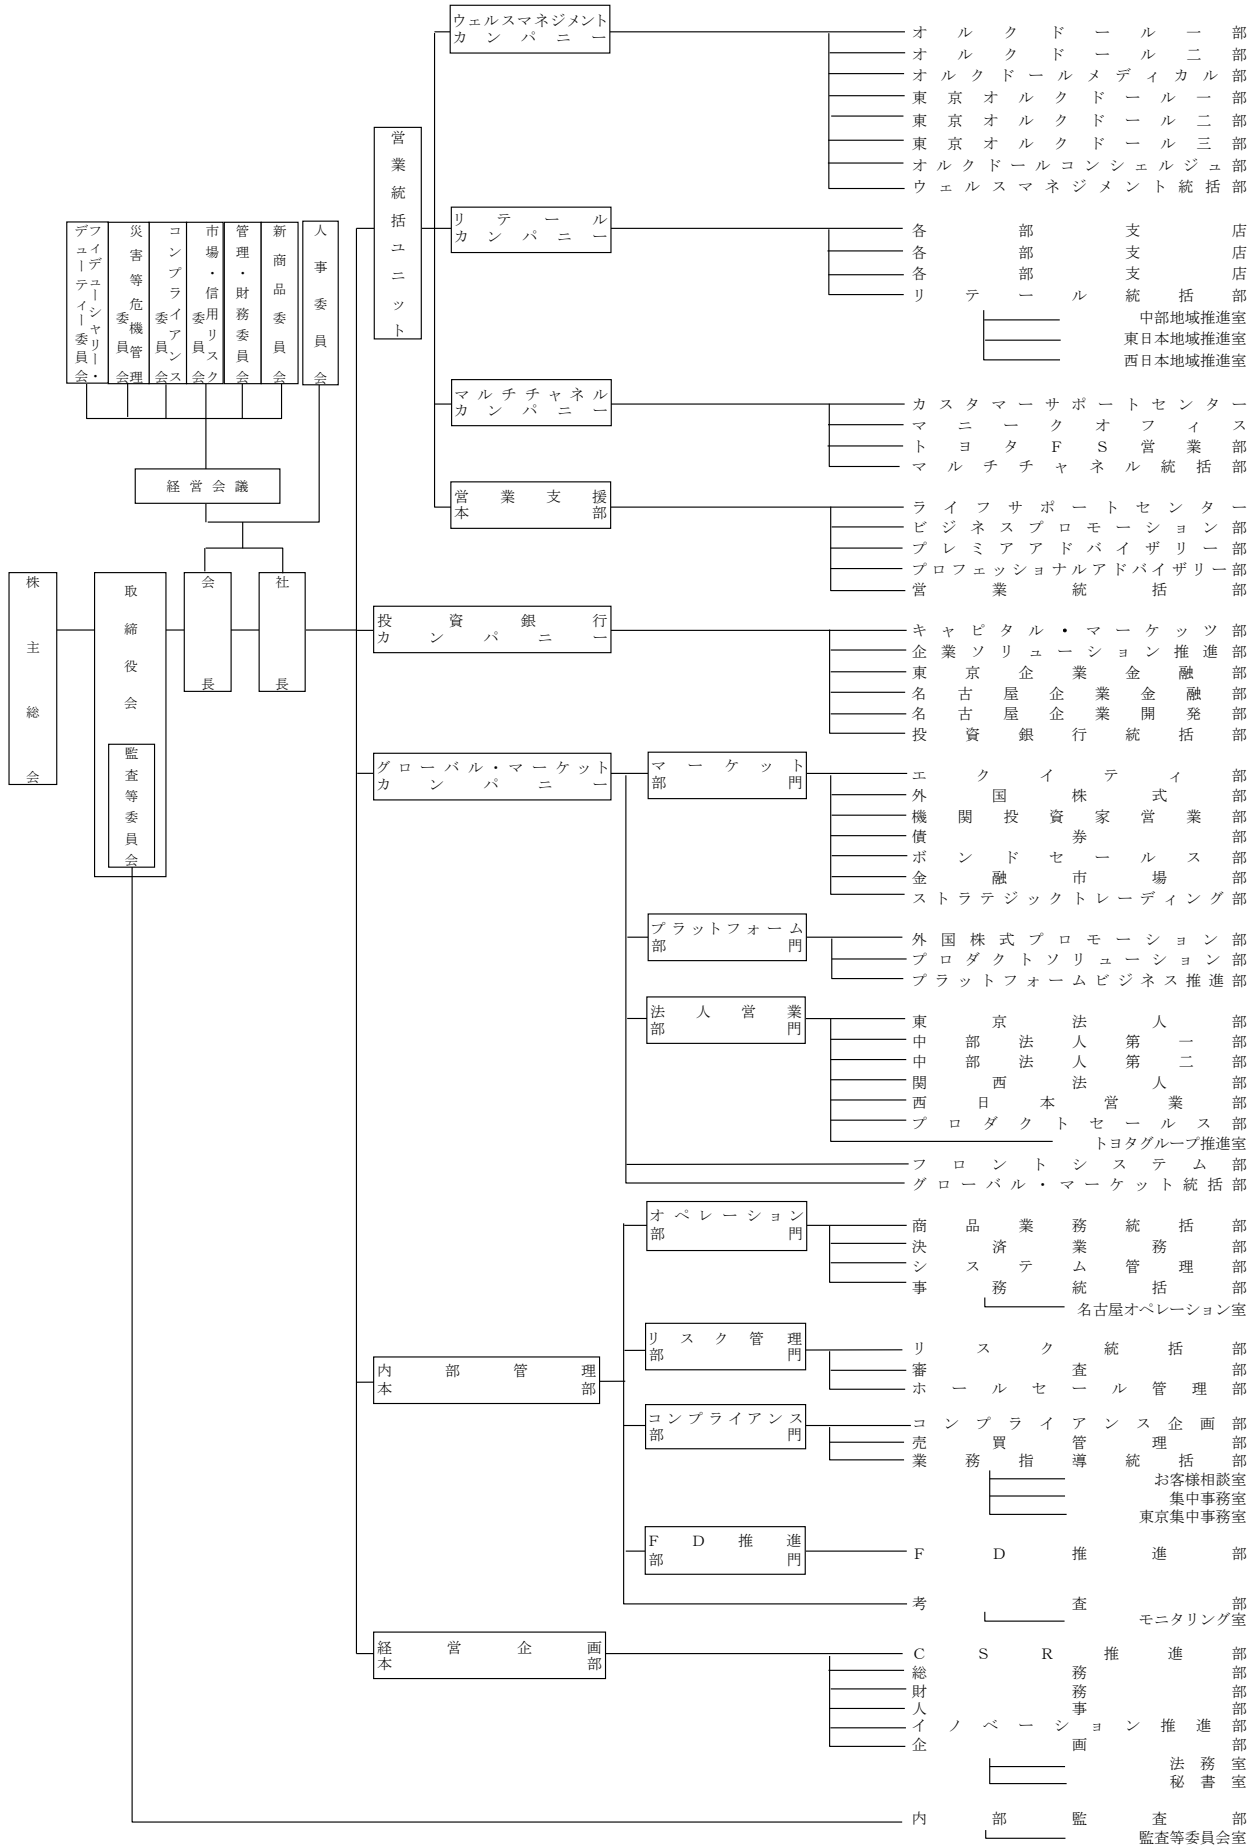 ウェルスマネジメント
カンパニー
オルクドール一部
オルクドール二部
オルクドールメディカル部
東京オルクドール一部
東京オルクドール二部
東京オルクドール三部
オルクドールコンシェルジュ部
ウェルスマネジメント統括部
営業統括ユニット
リテール
カンパニー
各部支店
各部支店
各部支店
リテール統括部
中部地域推進室
東日本地域推進室
西日本地域推進室
フィデューシャリー・
デューティー委員会
災害等危機管理
委員会
コンプライアンス
委員会
市場・信用リスク
委員会
管理・財務委員会
新商品委員会
人事委員会
マルチチャネル
カンパニー
カスタマーサポートセンター
マニークオフィス
トヨタFS営業部
マルチチャネル統括部
経営会議
営業支援
本部
ライフサポートセンター
ビジネスプロモーション部
プレミアアドバイザリー部
プロフェッショナルアドバイザリー部
営業統括部
株主総会
取締役会
監査等委員会
会長
社長
投資銀行
カンパニー
キャピタル・マーケッツ部
企業ソリューション推進部
東京企業金融部
名古屋企業金融部
名古屋企業開発部
投資銀行統括部
グローバル・マーケット
カンパニー
マーケット
部門
エクイティ部
外国株式部
機関投資家営業部
債券部
ボンドセールス部
金融市場部
ストラテジックトレーディング部
プラットフォーム
部門
外国株式プロモーション部
プロダクトソリューション部
プラットフォームビジネス推進部
法人営業
部門
東京法人部
中部法人第一部
中部法人第二部
関西法人部
西日本営業部
プロダクトセールス部
トヨタグループ推進室
フロントシステム部
グローバル・マーケット統括部
内部管理
本部
オペレーション
部門
商品業務統括部
決済業務部
システム管理部
事務統括部
名古屋オペレーション室
リスク管理
部門
リスク統括部
審査部
ホールセール管理部
コンプライアンス
部門
コンプライアンス企画部
売買管理部
業務指導統括部
お客様相談室
集中事務室
東京集中事務室
FD推進
部門
FD推進部
考査部
モニタリング室
経営企画
本部
CSR推進部
総務部
財務部
人事部
イノベーション推進部
企画部
法務室
秘書室
内部監査部
監査等委員会室